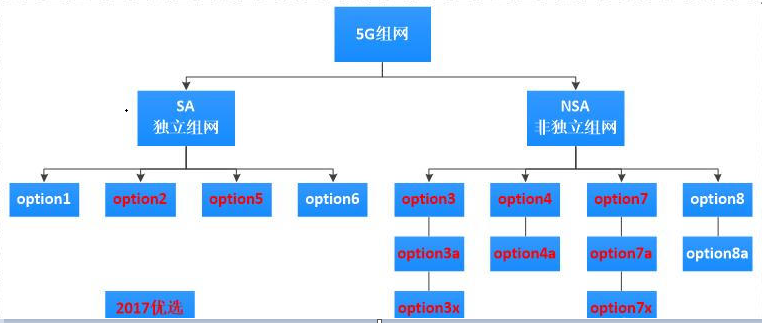 5G组网
SA
独立组网
NSA
非独立组网
option1
option2
option5
option6
option3
option4
option7
option8
option3a
option4a
option7a
option8a
2017优选
option3x
option7x